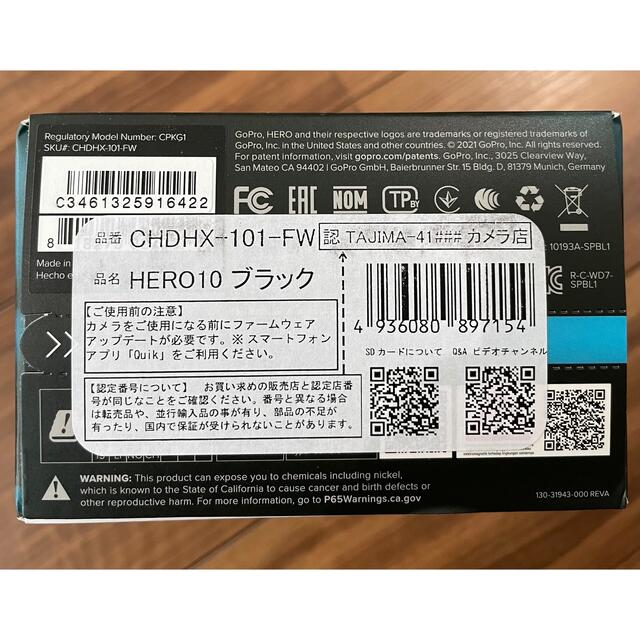 Regulatory Model Number: CPKG1
SKU#: CHDHX-101-FW
C3461325916422
8
Made in
Hecho e
GoPro, HERO and their respective logos are trademarks or registered trademarks of
GoPro, Inc. in the United States and other countries. © 2021 GoPro, Inc. All rights reserved.
For patent information, visit gopro.com/patents. GoPro, Inc., 3025 Clearview Way,
San Mateo CA 94402 | GoPro GmbH, Baierbrunner Str. 15 Bldg. D, 81379 Munich, Germany
FC EAC NOM TP BY
10193A-SPBL1
R-C-WD7-
SPBL1
品番 CHDHX-101-FW 認 TAJIMA-41### カメラ店
品名 HERO10 ブラック
【ご使用前の注意】
カメラをご使用になる前にファームウェア
アップデートが必要です。※ スマートフォン
アプリ「Quik」をご利用ください。
4 936080 897154
SDカードについて Q&A ビデオチャンネル
【認定番号について】 お買い求めの販売店と認定店番
号が同じなことをご確認ください。番号と異なる場合
は転売品や、並行輸入品の事が有り、部品の不足が
有ったり、国内で保証が受けられないことがあります。
WARNING: This product can expose you to chemicals including nickel,
which is known to the State of California to cause cancer and birth defects or
other reproductive harm. For more information, go to P65Warnings.ca.gov
130-31943-000 REVA